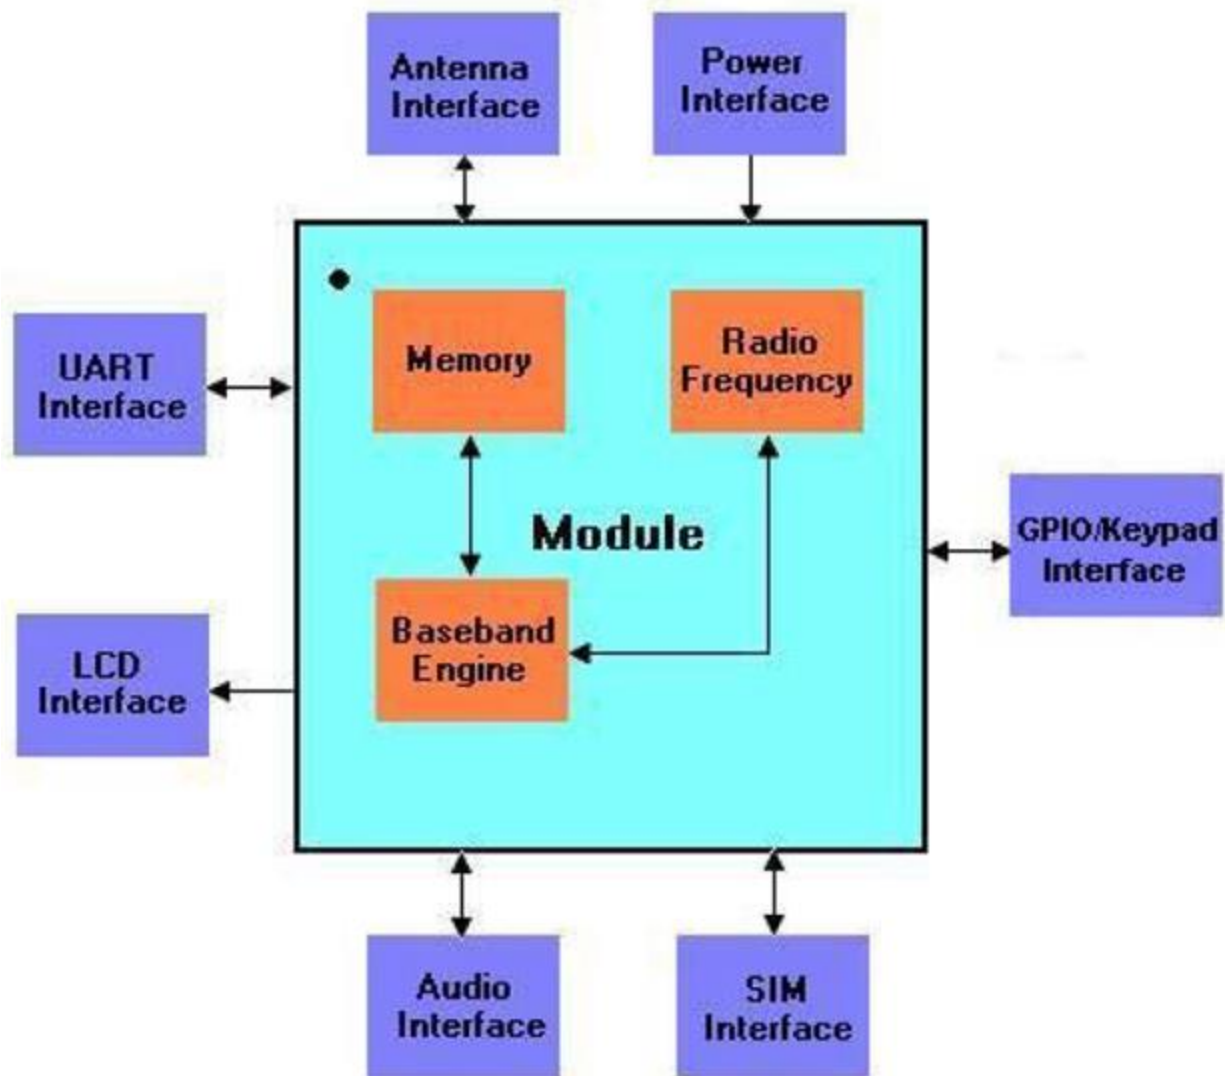 Antenna
Interface
Power
Interface
UART
Interface
Memory
Radio
Frequency
Module
GPIO/Keypad
Interface
Baseband
Engine
LCD
Interface
Audio
Interface
SIM
Interface